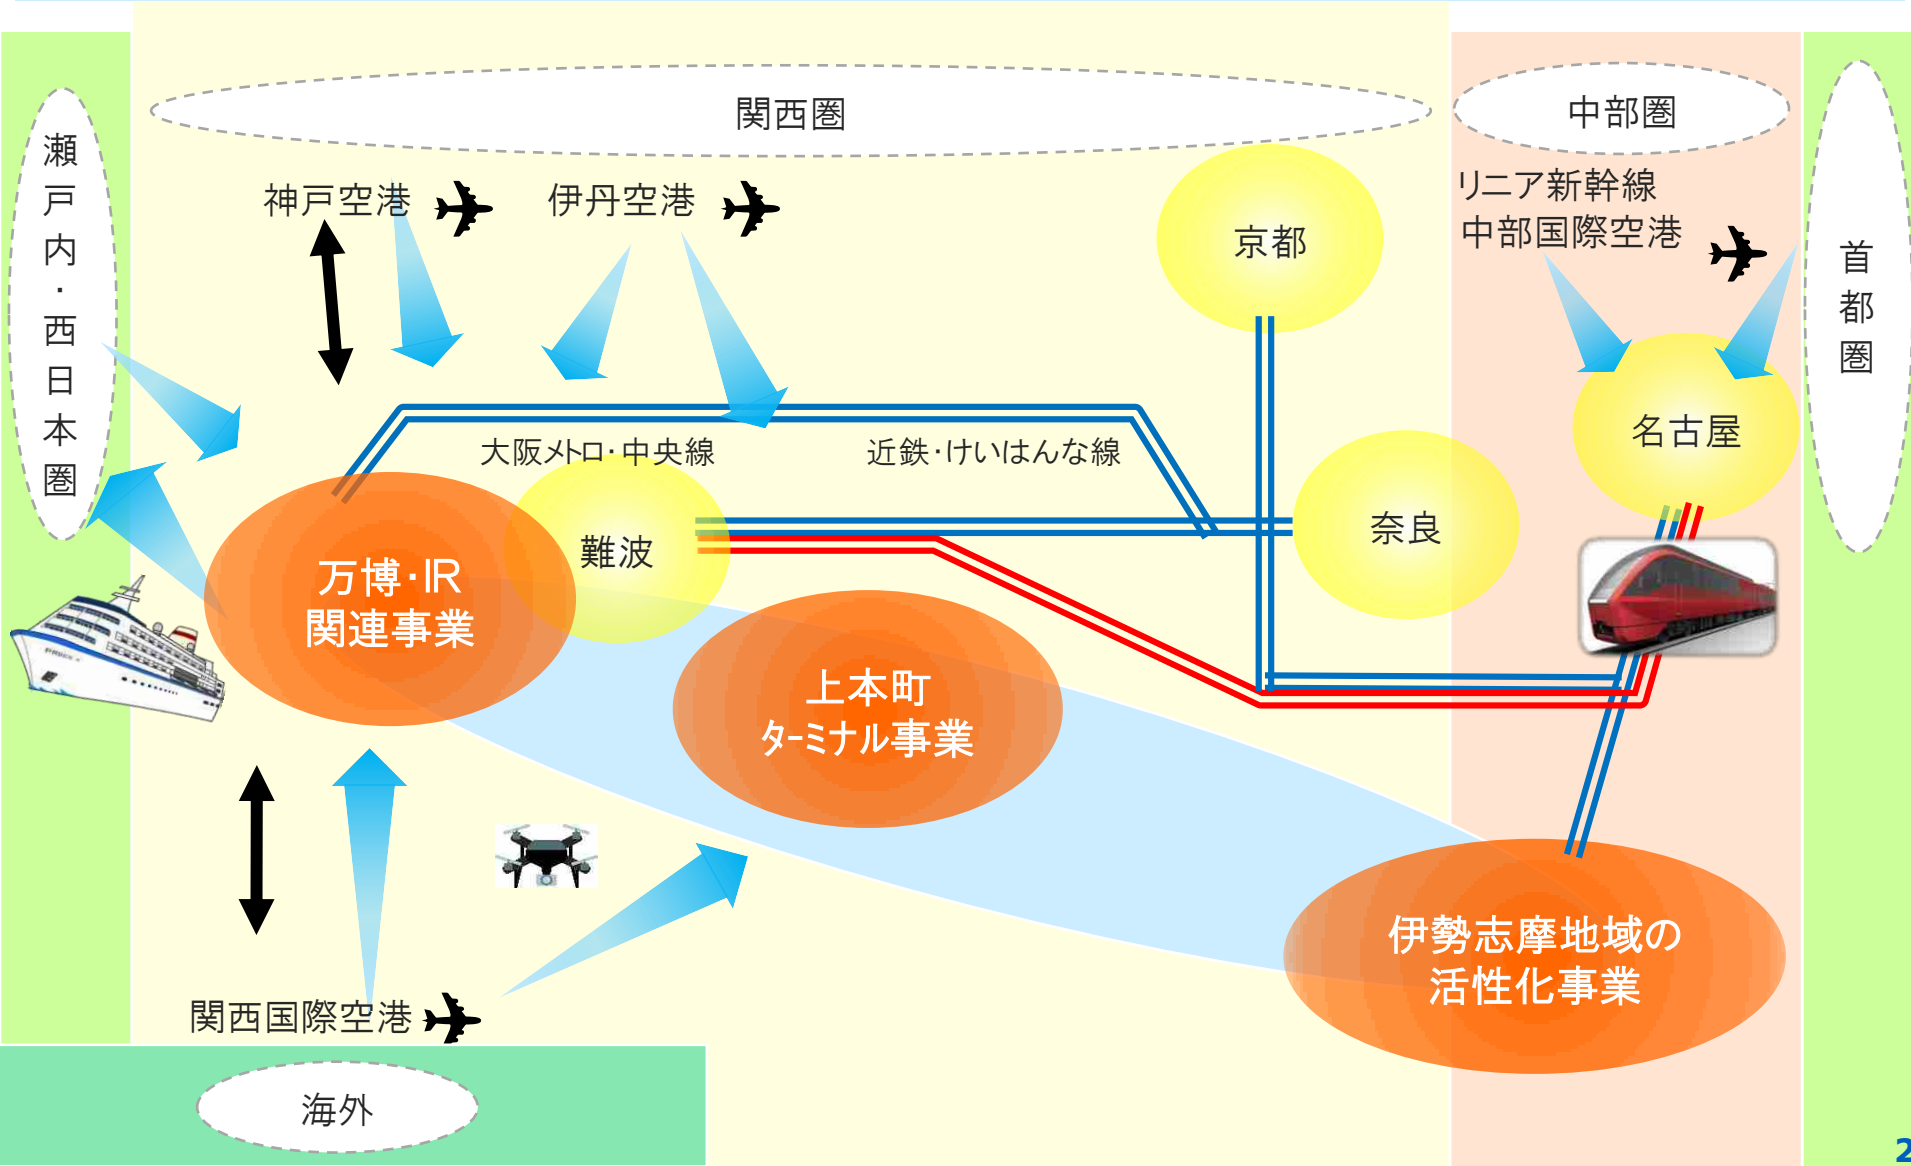 関西圏
中部圏
瀬戸内・西日本圏
首都圏
神戸空港
伊丹空港
リニア新幹線
中部国際空港
京都
名古屋
大阪メトロ・中央線
近鉄・けいはんな線
難波
奈良
万博・IR
関連事業
上本町
ターミナル事業
伊勢志摩地域の
活性化事業
関西国際空港
海外
2